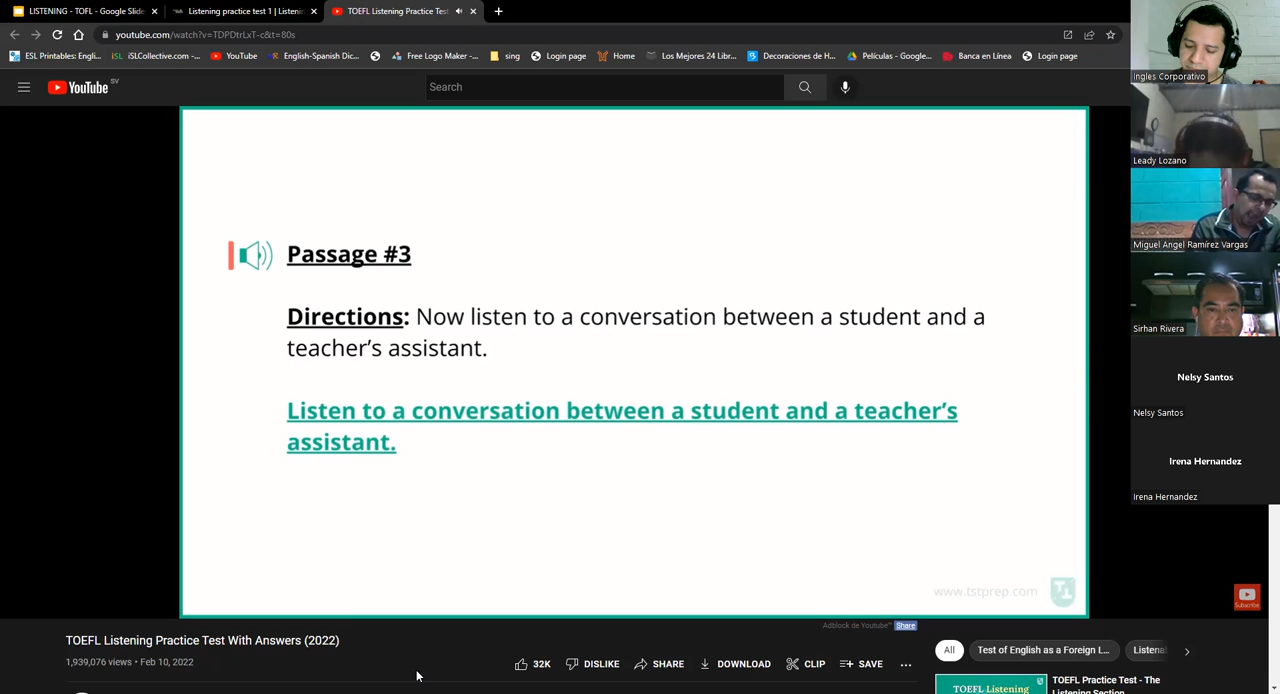 LISTENING - TOFL - Google Slide
Listening practice test 1 | Listenin
TOEFL Listening Practice Test
youtube.com/watch?v=TDPDtrLxT-c&t=80s
ESL Printables: Engli...
iSLCollective.com -...
YouTube
English-Spanish Dic...
Free Logo Maker -...
sing
Login page
Home
Los Mejores 24 Libr...
Decoraciones de H...
Películas - Google...
Banca en Línea
Login page
YouTube SV
Search
Passage #3
Directions: Now listen to a conversation between a student and a
teacher's assistant.
Listen to a conversation between a student and a teacher's
assistant.
www.tstprep.com
Ingles Corporativo
Leady Lozano
Miguel Angel Ramírez Vargas
Sirhan Rivera
Nelsy Santos
Nelsy Santos
Irena Hernandez
Irena Hernandez
Subscribe
Adblock de Youtube™ Share
TOEFL Listening Practice Test With Answers (2022)
1,939,076 views • Feb 10, 2022
32K
DISLIKE
SHARE
DOWNLOAD
CLIP
SAVE
All
Test of English as a Foreign L...
Listenin
TOEFL Listening
TOEFL Practice Test - The
Listening Section